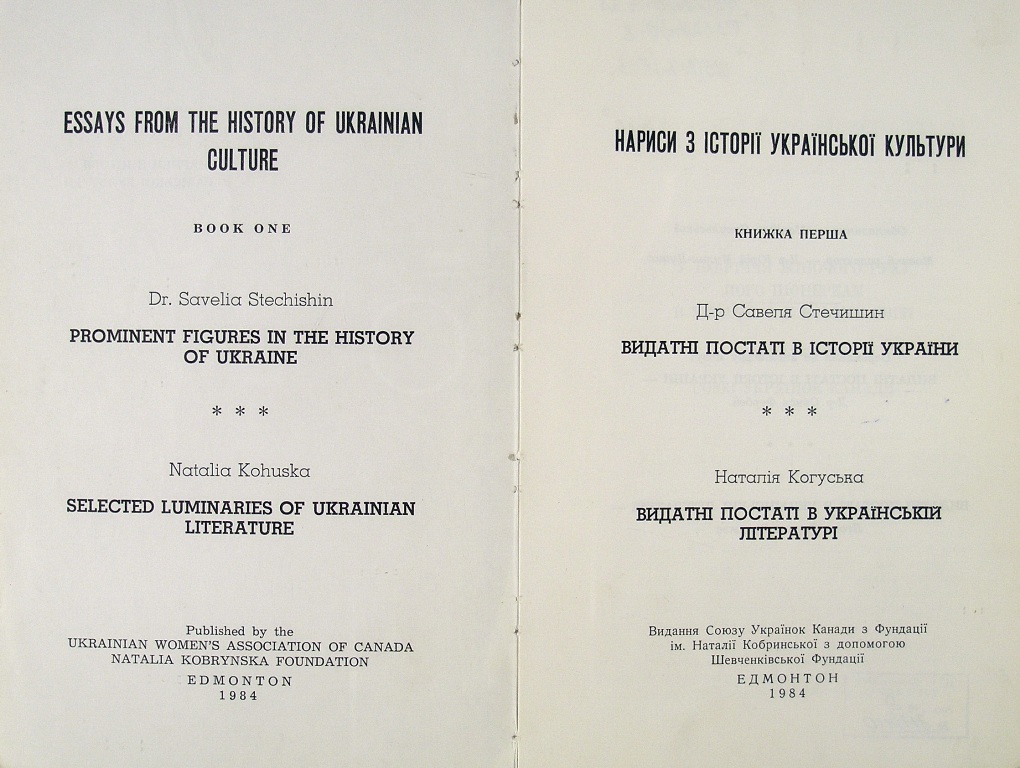 ESSAYS FROM THE HISTORY OF UKRAINIAN
CULTURE
BOOK ONE
Dr. Savelia Stechishin
PROMINENT FIGURES IN THE HISTORY
OF UKRAINE
* * *
Natalia Kohuska
SELECTED LUMINARIES OF UKRAINIAN
LITERATURE
Published by the
UKRAINIAN WOMEN'S ASSOCIATION OF CANADA
NATALIA KOBRYNSKA FOUNDATION
EDMONTON
1984
НАРИСИ З ІСТОРІЇ УКРАЇНСЬКОЇ КУЛЬТУРИ
КНИЖКА ПЕРША
Д-р Савеля Стечишин
ВИДАТНІ ПОСТАТІ В ІСТОРІЇ УКРАЇНИ
* * *
Наталія Когуська
ВИДАТНІ ПОСТАТІ В УКРАЇНСЬКІЙ
ЛІТЕРАТУРІ
Видання Союзу Українок Канади з Фундації
ім. Наталії Кобринської з допомогою
Шевченківської Фундації
ЕДМОНТОН
1984